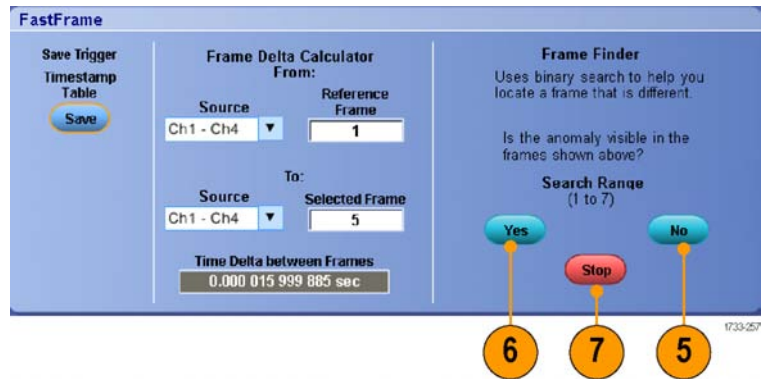 FastFrame
Save Trigger
Timestamp
Table
Save
Frame Delta Calculator
From:
Source
Reference
Frame
Ch1 - Ch4
1
To:
Source
Selected Frame
Ch1 - Ch4
5
Time Delta between Frames
0.000 015 999 885 sec
Frame Finder
Uses binary search to help you
locate a frame that is different.
Is the anomaly visible in the
frames shown above?
Search Range
(1 to 7)
Yes
No
Stop
1733-257
6
7
5